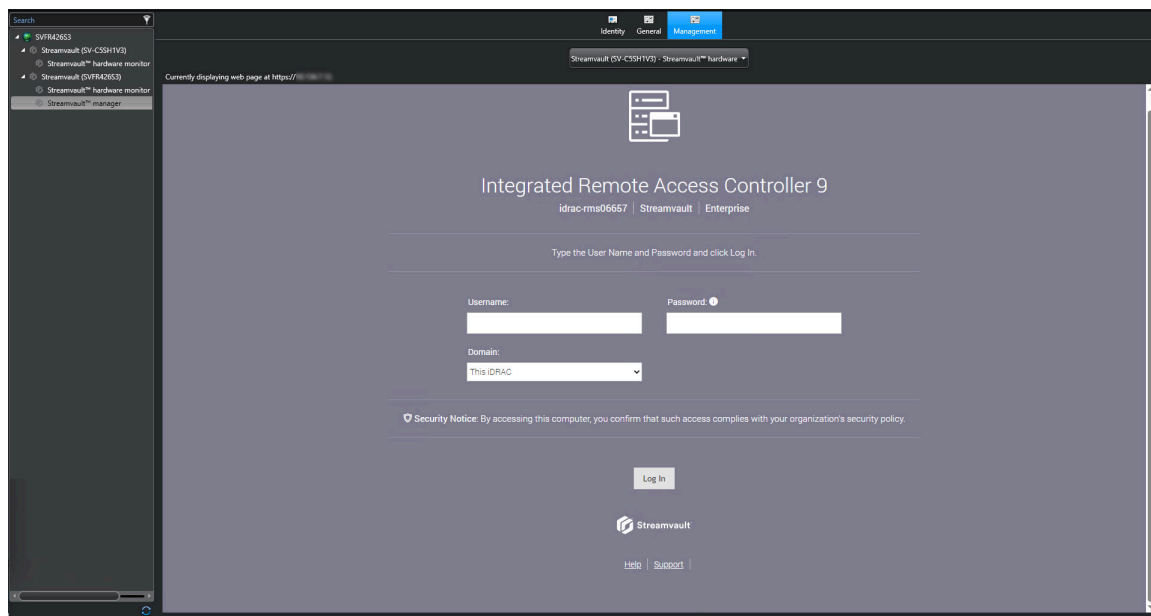 Search
SVFR426S3
Streamvault (SV-C5SH1V3)
Streamvault™ hardware monitor
Streamvault (SVFR426S3)
Streamvault™ hardware monitor
Streamvault™ manager
Identity General Management
Streamvault (SV-C5SH1V3) - Streamvault™ hardware
Currently displaying web page at https://
Integrated Remote Access Controller 9
idrac-rms06657 | Streamvault | Enterprise
Type the User Name and Password and click Log In.
Username: Password:
Domain:
This iDRAC
Security Notice: By accessing this computer, you confirm that such access complies with your organization's security policy.
Log In
Streamvault
Help | Support |